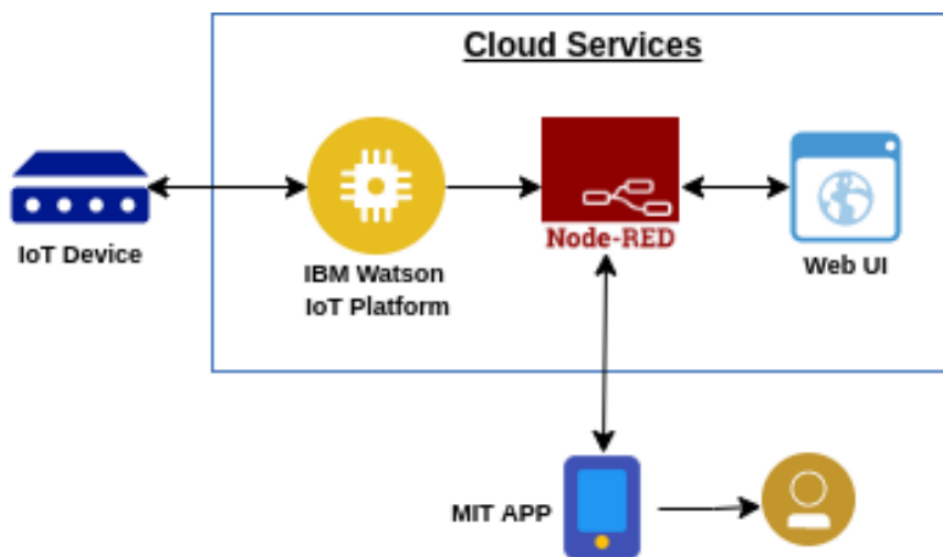 Cloud Services
IoT Device
IBM Watson
IoT Platform
Node-RED
Web UI
MIT APP